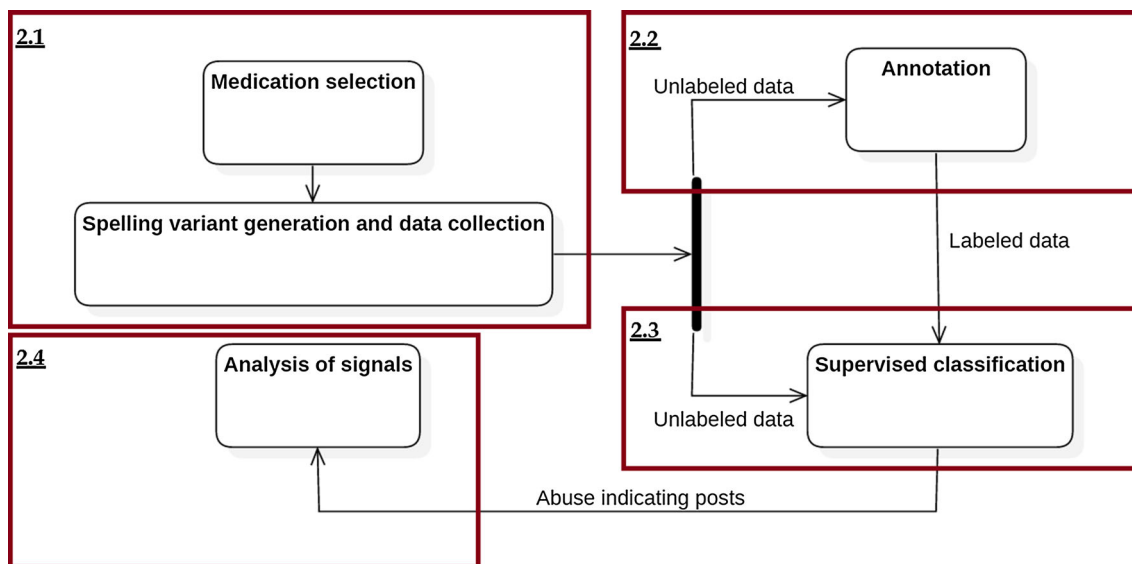 2.1
Medication selection
Spelling variant generation and data collection
2.2
Unlabeled data
Annotation
Labeled data
2.3
Supervised classification
Unlabeled data
2.4
Analysis of signals
Abuse indicating posts